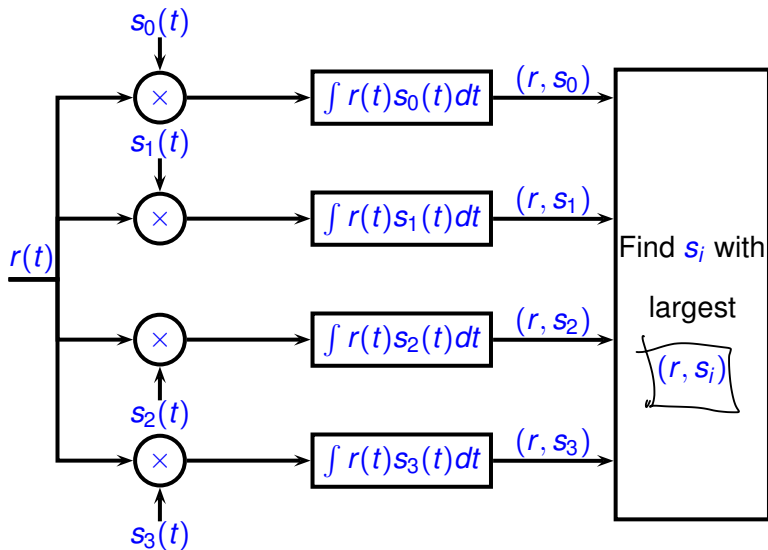 s₀(t)
× ∫ r(t)s₀(t)dt (r, s₀)
s₁(t)
× ∫ r(t)s₁(t)dt (r, s₁)
r(t)
Find sᵢ with
largest
(r, sᵢ)
× ∫ r(t)s₂(t)dt (r, s₂)
s₂(t)
× ∫ r(t)s₃(t)dt (r, s₃)
s₃(t)